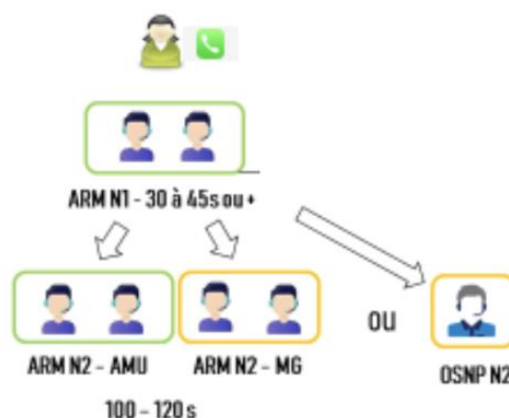 ARM N1 - 30 à 45s ou +
ARM N2 - AMU
ARM N2 - MG
ou
OSNP N2
100 - 120 s